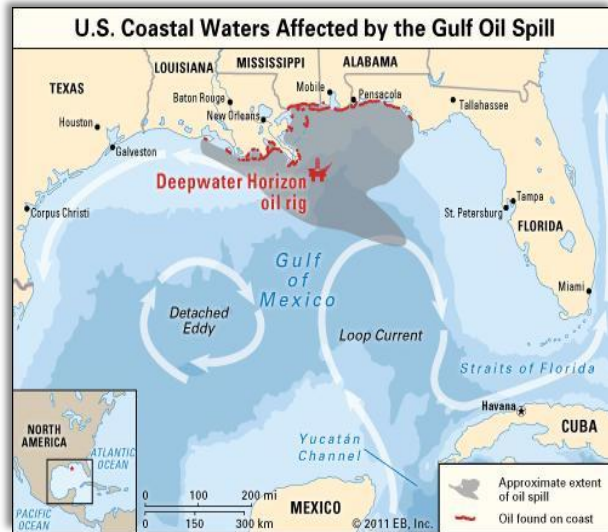 U.S. Coastal Waters Affected by the Gulf Oil Spill
TEXAS
LOUISIANA
MISSISSIPPI
ALABAMA
Mobile
Pensacola
Baton Rouge
New Orleans
Tallahassee
Houston
Galveston
Deepwater Horizon
oil rig
Corpus Christi
Tampa
St. Petersburg
FLORIDA
Gulf
of
Mexico
Miami
Detached
Eddy
Loop Current
Straits of Florida
Havana
CUBA
Yucatán
Channel
NORTH
AMERICA
ATLANTIC
OCEAN
PACIFIC
OCEAN
0 100 200 mi
0 150 300 km
MEXICO
© 2011 EB, Inc.
Approximate extent
of oil spill
Oil found on coast